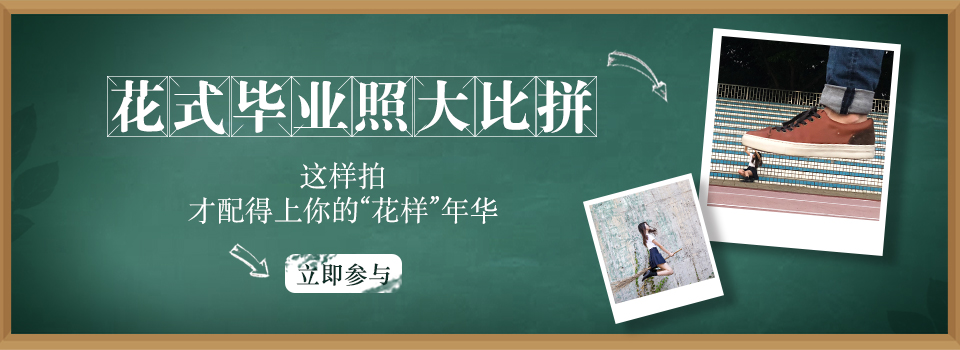 花式毕业照大比拼
这样拍
才配得上你的“花样”年华
立即参与